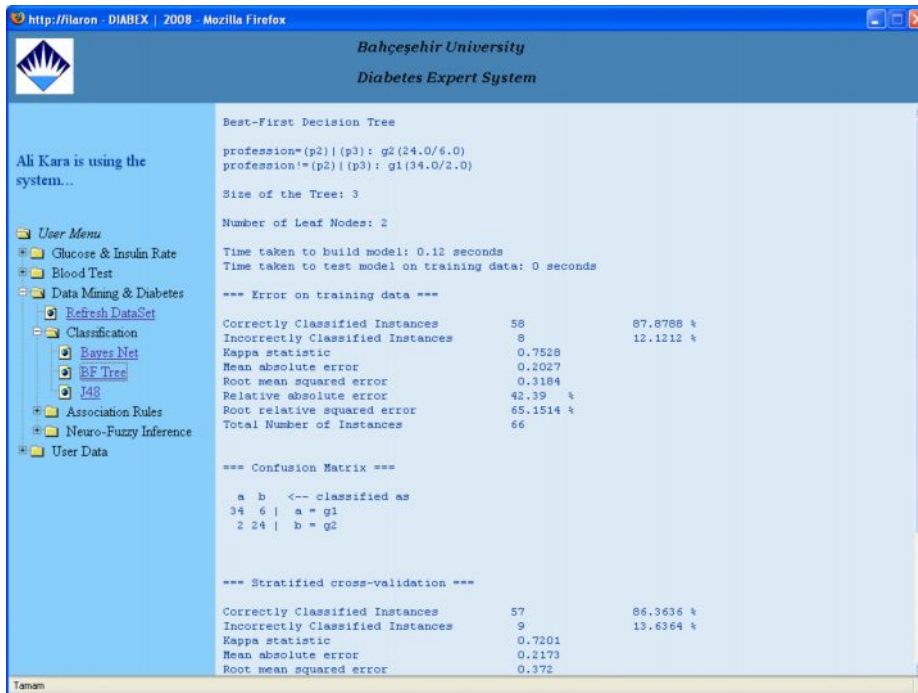 http://ilaron - DIABEX | 2008 - Mozilla Firefox
Bahçeşehir University
Diabetes Expert System
Ali Kara is using the
system...
User Menu
Glucose & Insulin Rate
Blood Test
Data Mining & Diabetes
Refresh DataSet
Classification
Bayes Net
BF Tree
J48
Association Rules
Neuro-Fuzzy Inference
User Data
Best-First Decision Tree
profession=(p2)|(p3): g2(24.0/6.0)
profession!=(p2)|(p3): g1(34.0/2.0)
Size of the Tree: 3
Number of Leaf Nodes: 2
Time taken to build model: 0.12 seconds
Time taken to test model on training data: 0 seconds
=== Error on training data ===
Correctly Classified Instances 58 87.8788 %
Incorrectly Classified Instances 8 12.1212 %
Kappa statistic 0.7528
Mean absolute error 0.2027
Root mean squared error 0.3184
Relative absolute error 42.39 %
Root relative squared error 65.1514 %
Total Number of Instances 66
=== Confusion Matrix ===
a b <-- classified as
34 6 | a = g1
2 24 | b = g2
=== Stratified cross-validation ===
Correctly Classified Instances 57 86.3636 %
Incorrectly Classified Instances 9 13.6364 %
Kappa statistic 0.7201
Mean absolute error 0.2173
Root mean squared error 0.372
Tamam